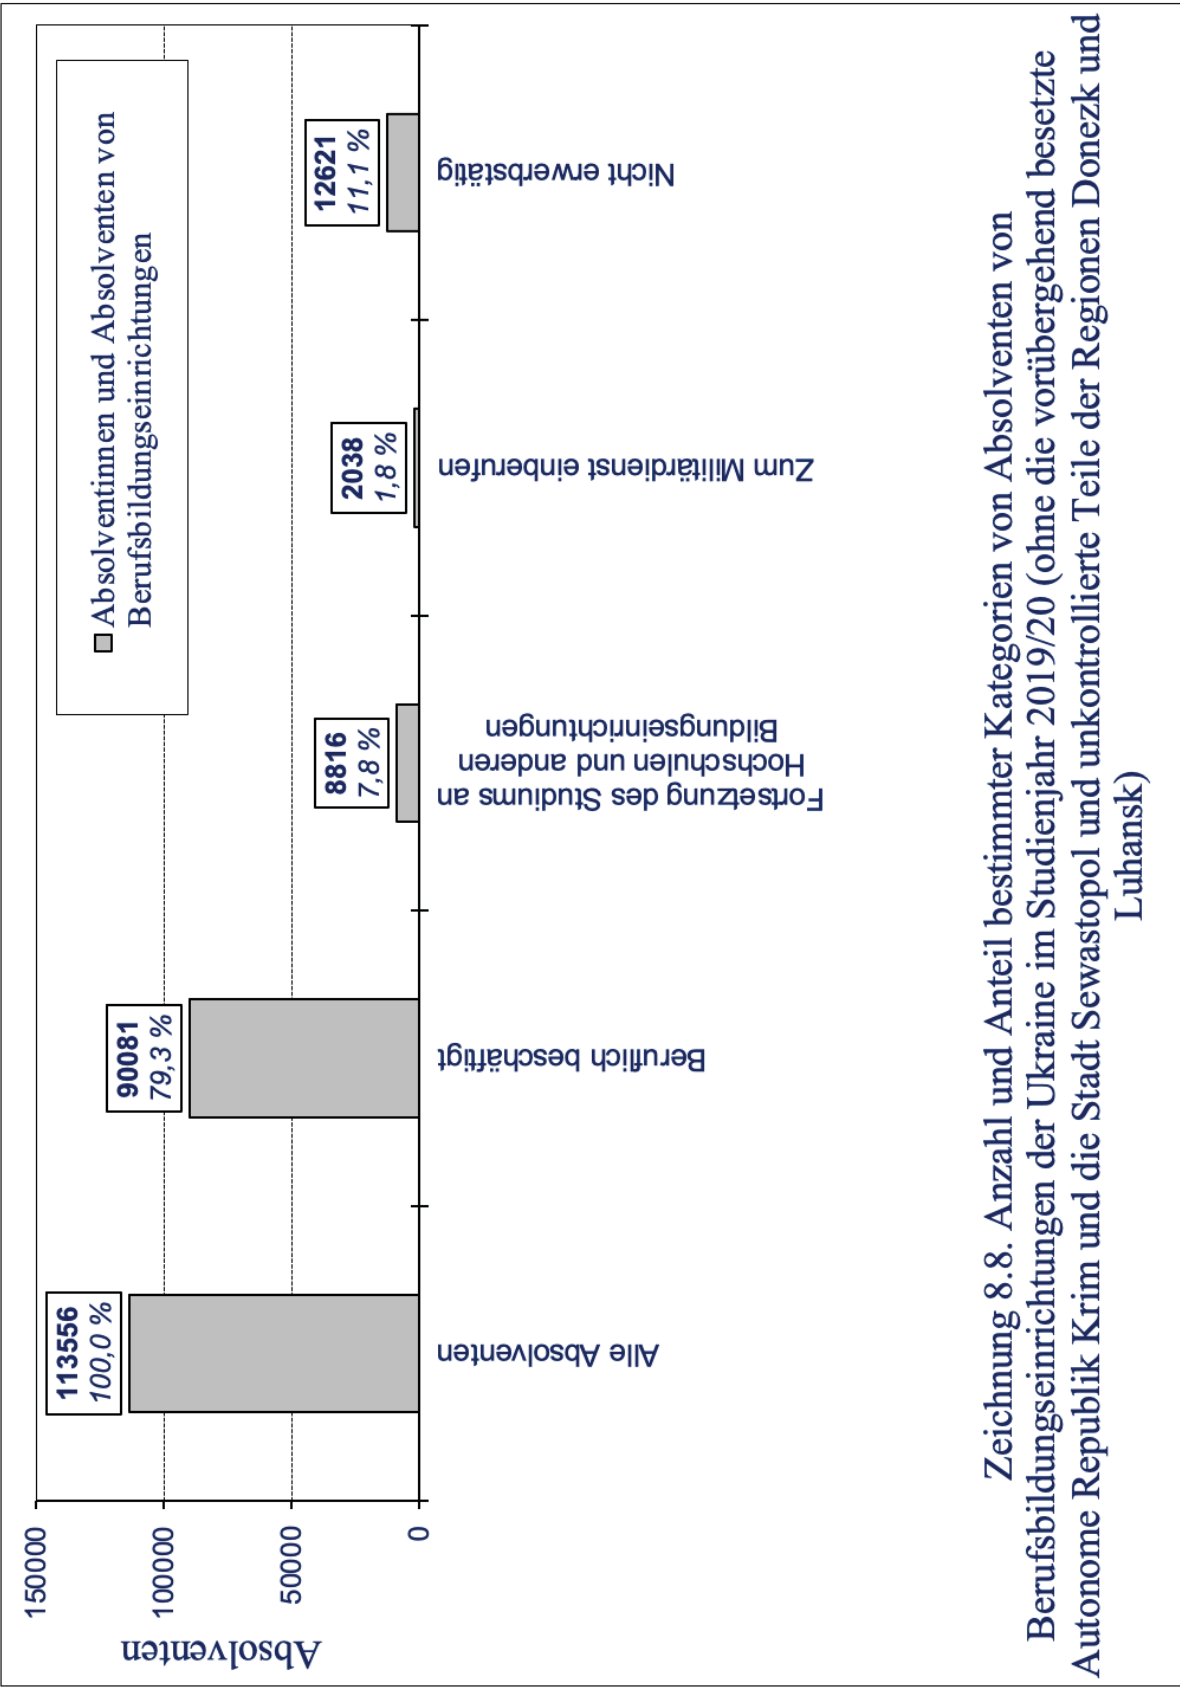 Absolventen
150000
100000
50000
0
Absolventinnen und Absolventen von
Berufsbildungseinrichtungen
113556
100,0 %
90081
79,3 %
8816
7,8 %
2038
1,8 %
12621
11,1 %
Alle Absolventen
Beruflich beschäftigt
Fortsetzung des Studiums an
Hochschulen und anderen
Bildungseinrichtungen
Zum Militärdienst einberufen
Nicht erwerbstätig
Zeichnung 8.8. Anzahl und Anteil bestimmter Kategorien von Absolventen von
Berufsbildungseinrichtungen der Ukraine im Studienjahr 2019/20 (ohne die vorübergehend besetzte
Autonome Republik Krim und die Stadt Sewastopol und unkontrollierte Teile der Regionen Donezk und
Luhansk)